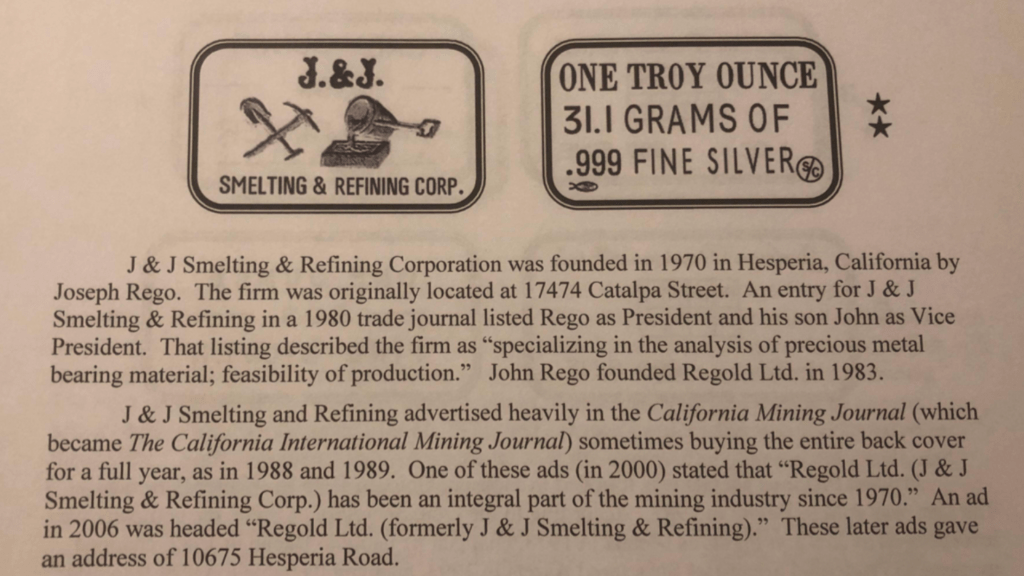 J.&J.
SMELTING & REFINING CORP.
ONE TROY OUNCE
31.1 GRAMS OF
.999 FINE SILVER S/C
J & J Smelting & Refining Corporation was founded in 1970 in Hesperia, California by
Joseph Rego.  The firm was originally located at 17474 Catalpa Street.  An entry for J & J
Smelting & Refining in a 1980 trade journal listed Rego as President and his son John as Vice
President.  That listing described the firm as “specializing in the analysis of precious metal
bearing material; feasibility of production.”  John Rego founded Regold Ltd. in 1983.
J & J Smelting and Refining advertised heavily in the California Mining Journal (which
became The California International Mining Journal) sometimes buying the entire back cover
for a full year, as in 1988 and 1989.  One of these ads (in 2000) stated that “Regold Ltd. (J & J
Smelting & Refining Corp.) has been an integral part of the mining industry since 1970.”  An ad
in 2006 was headed “Regold Ltd. (formerly J & J Smelting & Refining).”  These later ads gave
an address of 10675 Hesperia Road.